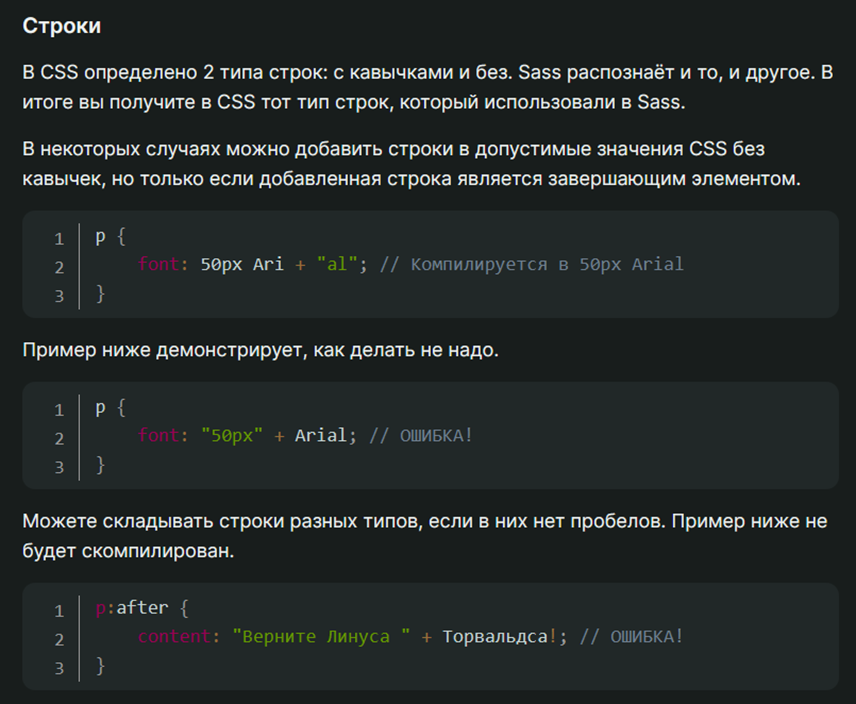 Строки
В CSS определено 2 типа строк: с кавычками и без. Sass распознаёт и то, и другое. В
итоге вы получите в CSS тот тип строк, который использовали в Sass.
В некоторых случаях можно добавить строки в допустимые значения CSS без
кавычек, но только если добавленная строка является завершающим элементом.
1 p {
2     font: 50px Ari + "al"; // Компилируется в 50px Arial
3 }
Пример ниже демонстрирует, как делать не надо.
1 p {
2     font: "50px" + Arial; // ОШИБКА!
3 }
Можете складывать строки разных типов, если в них нет пробелов. Пример ниже не
будет скомпилирован.
1 p:after {
2     content: "Верните Линуса " + Торвальдса!; // ОШИБКА!
3 }